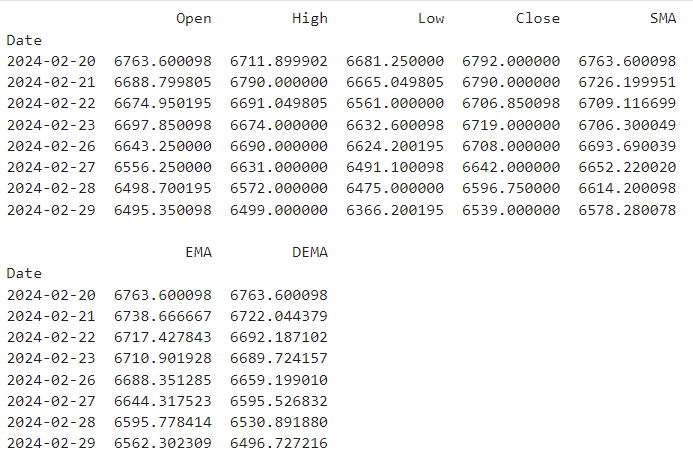 Open High Low Close SMA
Date
2024-02-20 6763.600098 6711.899902 6681.250000 6792.000000 6763.600098
2024-02-21 6688.799805 6790.000000 6665.049805 6790.000000 6726.199951
2024-02-22 6674.950195 6691.049805 6561.000000 6706.850098 6709.116699
2024-02-23 6697.850098 6674.000000 6632.600098 6719.000000 6706.300049
2024-02-26 6643.250000 6690.000000 6624.200195 6708.000000 6693.690039
2024-02-27 6556.250000 6631.000000 6491.100098 6642.000000 6652.220020
2024-02-28 6498.700195 6572.000000 6475.000000 6596.750000 6614.200098
2024-02-29 6495.350098 6499.000000 6366.200195 6539.000000 6578.280078
EMA DEMA
Date
2024-02-20 6763.600098 6763.600098
2024-02-21 6738.666667 6722.044379
2024-02-22 6717.427843 6692.187102
2024-02-23 6710.901928 6689.724157
2024-02-26 6688.351285 6659.199010
2024-02-27 6644.317523 6595.526832
2024-02-28 6595.778414 6530.891880
2024-02-29 6562.302309 6496.727216